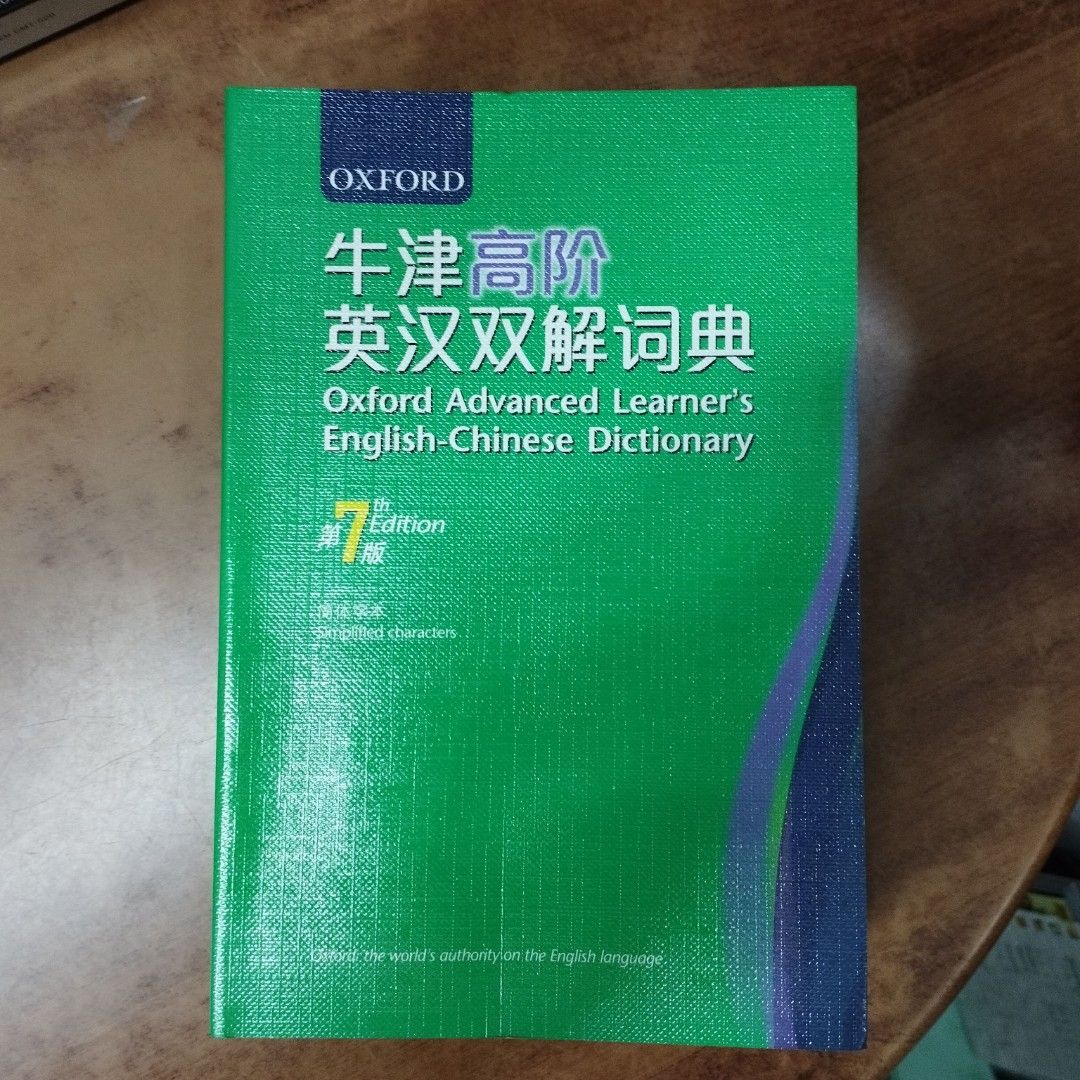 OXFORD
牛津高阶
英汉双解词典
Oxford Advanced Learner's
English-Chinese Dictionary
第7版
7th Edition
简体汉字本
Simplified characters
Oxford: the world's authority on the English language